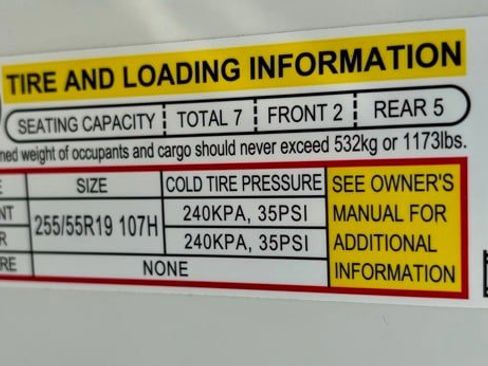 TIRE AND LOADING INFORMATION
SEATING CAPACITY TOTAL 7 FRONT 2 REAR 5
weight of occupants and cargo should never exceed 532kg or 1173lbs.
SIZE COLD TIRE PRESSURE SEE OWNER'S
255/55R19 107H 240KPA, 35PSI MANUAL FOR
240KPA, 35PSI ADDITIONAL
NONE INFORMATION